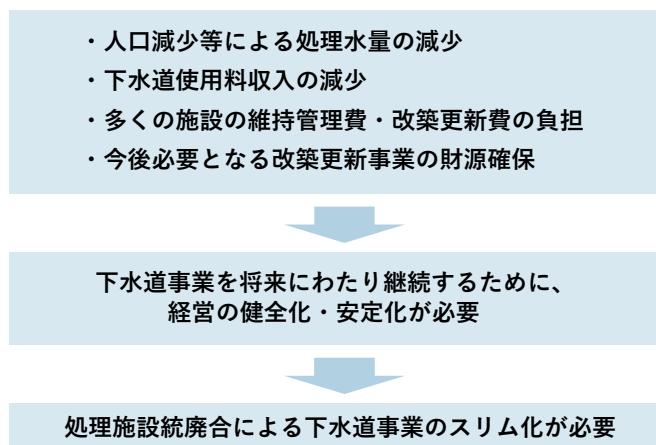 ・人口減少等による処理水量の減少
・下水道使用料収入の減少
・多くの施設の維持管理費・改築更新費の負担
・今後必要となる改築更新事業の財源確保
下水道事業を将来にわたり継続するために、
経営の健全化・安定化が必要
処理施設統廃合による下水道事業のスリム化が必要